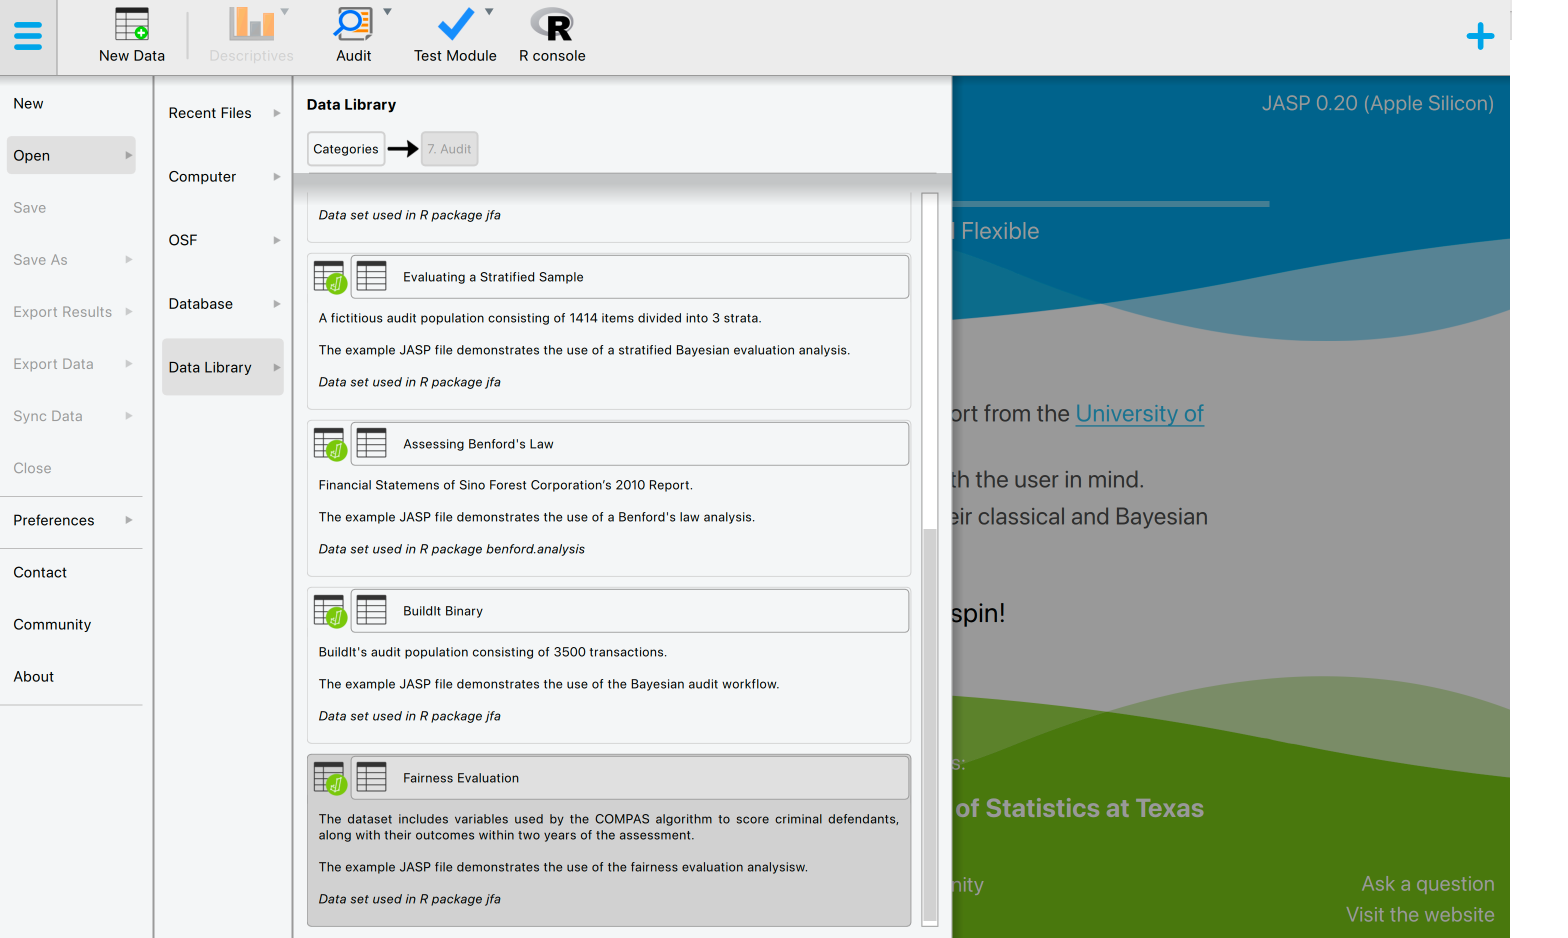 New Data
Descriptives
Audit
Test Module
R console
New
Open
Save
Save As
Export Results
Export Data
Sync Data
Close
Preferences
Contact
Community
About
Recent Files
Computer
OSF
Database
Data Library
Data Library
Categories
7. Audit
Data set used in R package jfa
Evaluating a Stratified Sample
A fictitious audit population consisting of 1414 items divided into 3 strata.
The example JASP file demonstrates the use of a stratified Bayesian evaluation analysis.
Data set used in R package jfa
Assessing Benford's Law
Financial Statemens of Sino Forest Corporation's 2010 Report.
The example JASP file demonstrates the use of a Benford's law analysis.
Data set used in R package benford.analysis
BuildIt Binary
BuildIt's audit population consisting of 3500 transactions.
The example JASP file demonstrates the use of the Bayesian audit workflow.
Data set used in R package jfa
Fairness Evaluation
The dataset includes variables used by the COMPAS algorithm to score criminal defendants,
along with their outcomes within two years of the assessment.
The example JASP file demonstrates the use of the fairness evaluation analysisw.
Data set used in R package jfa
JASP 0.20 (Apple Silicon)
Flexible
ort from the University of
th the user in mind.
eir classical and Bayesian
spin!
s:
of Statistics at Texas
nity
Ask a question
Visit the website